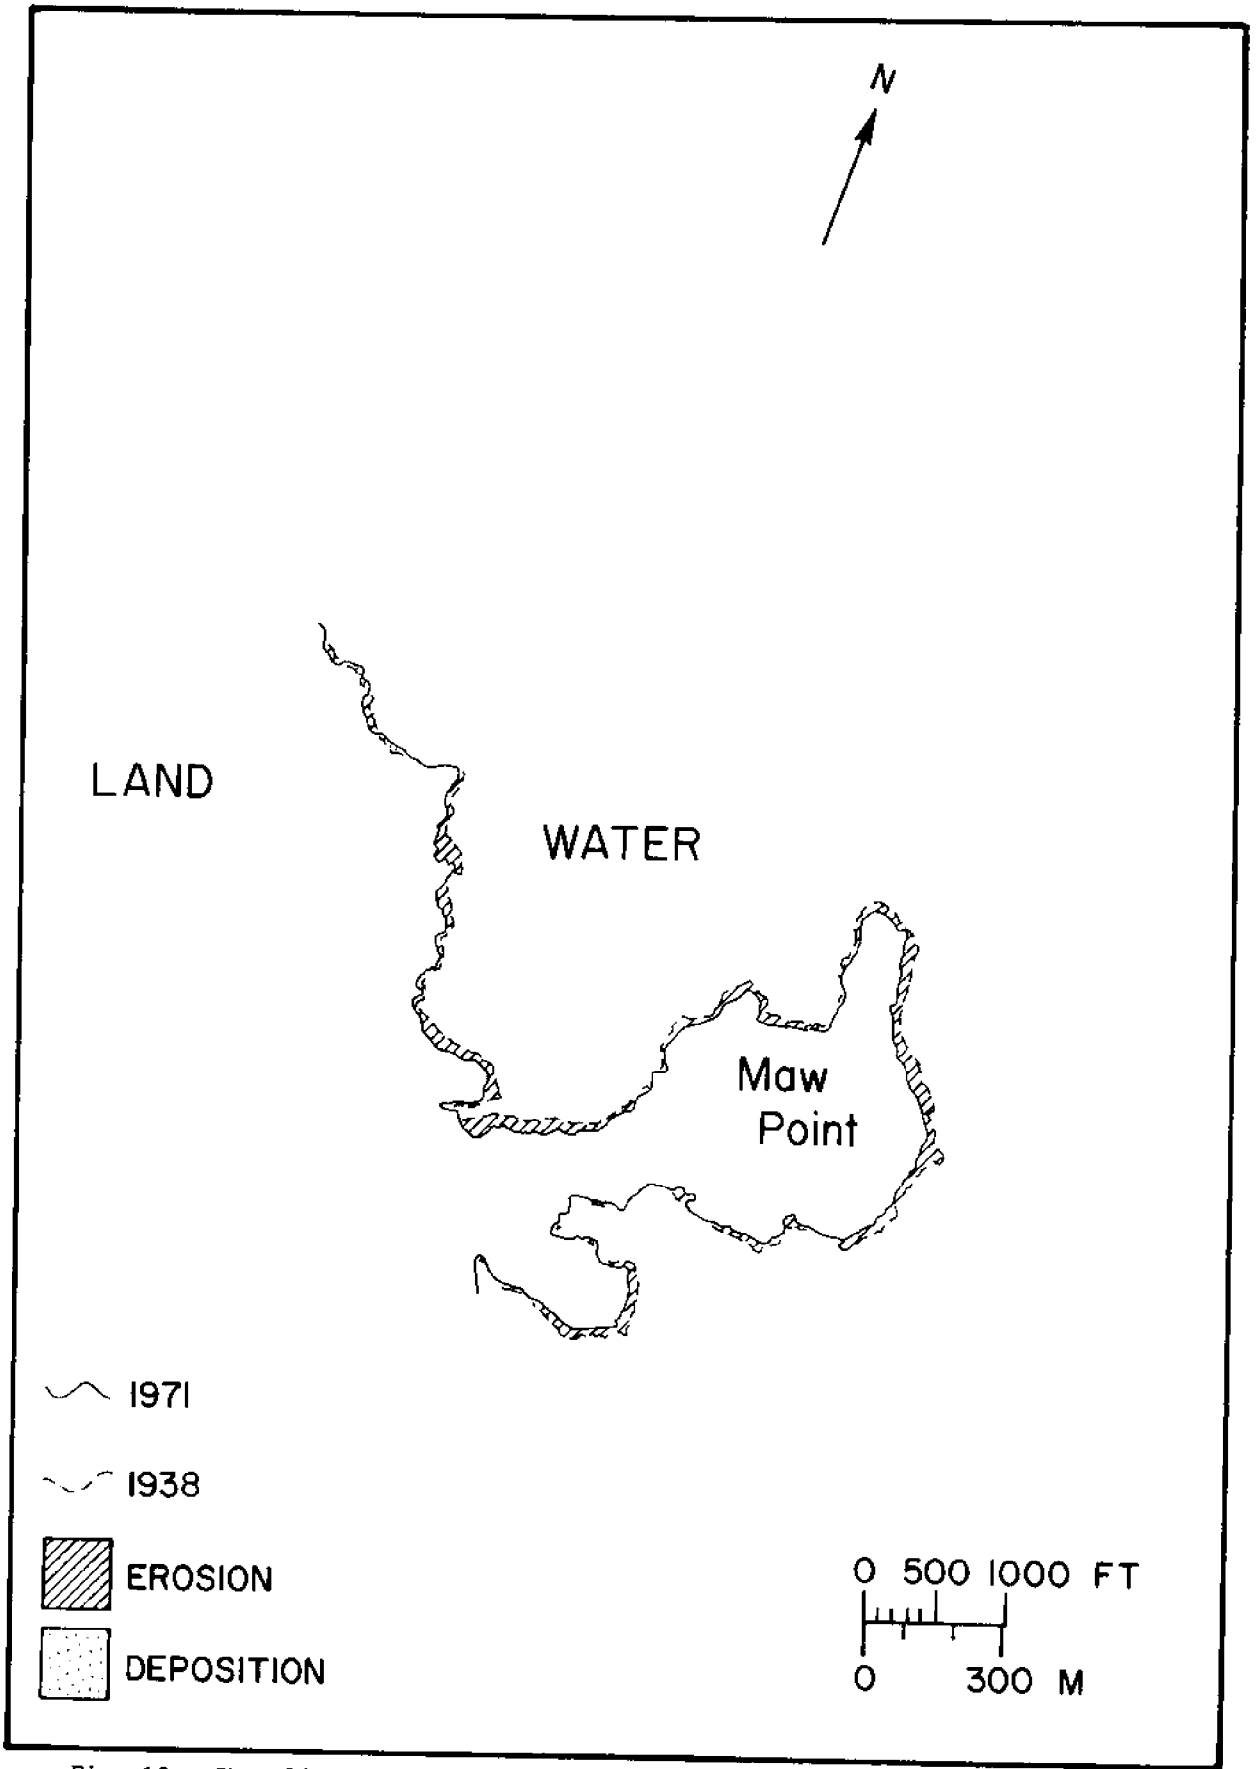 N
LAND
WATER
Maw
Point
1971
1938
EROSION
DEPOSITION
0 500 1000 FT
0 300 M